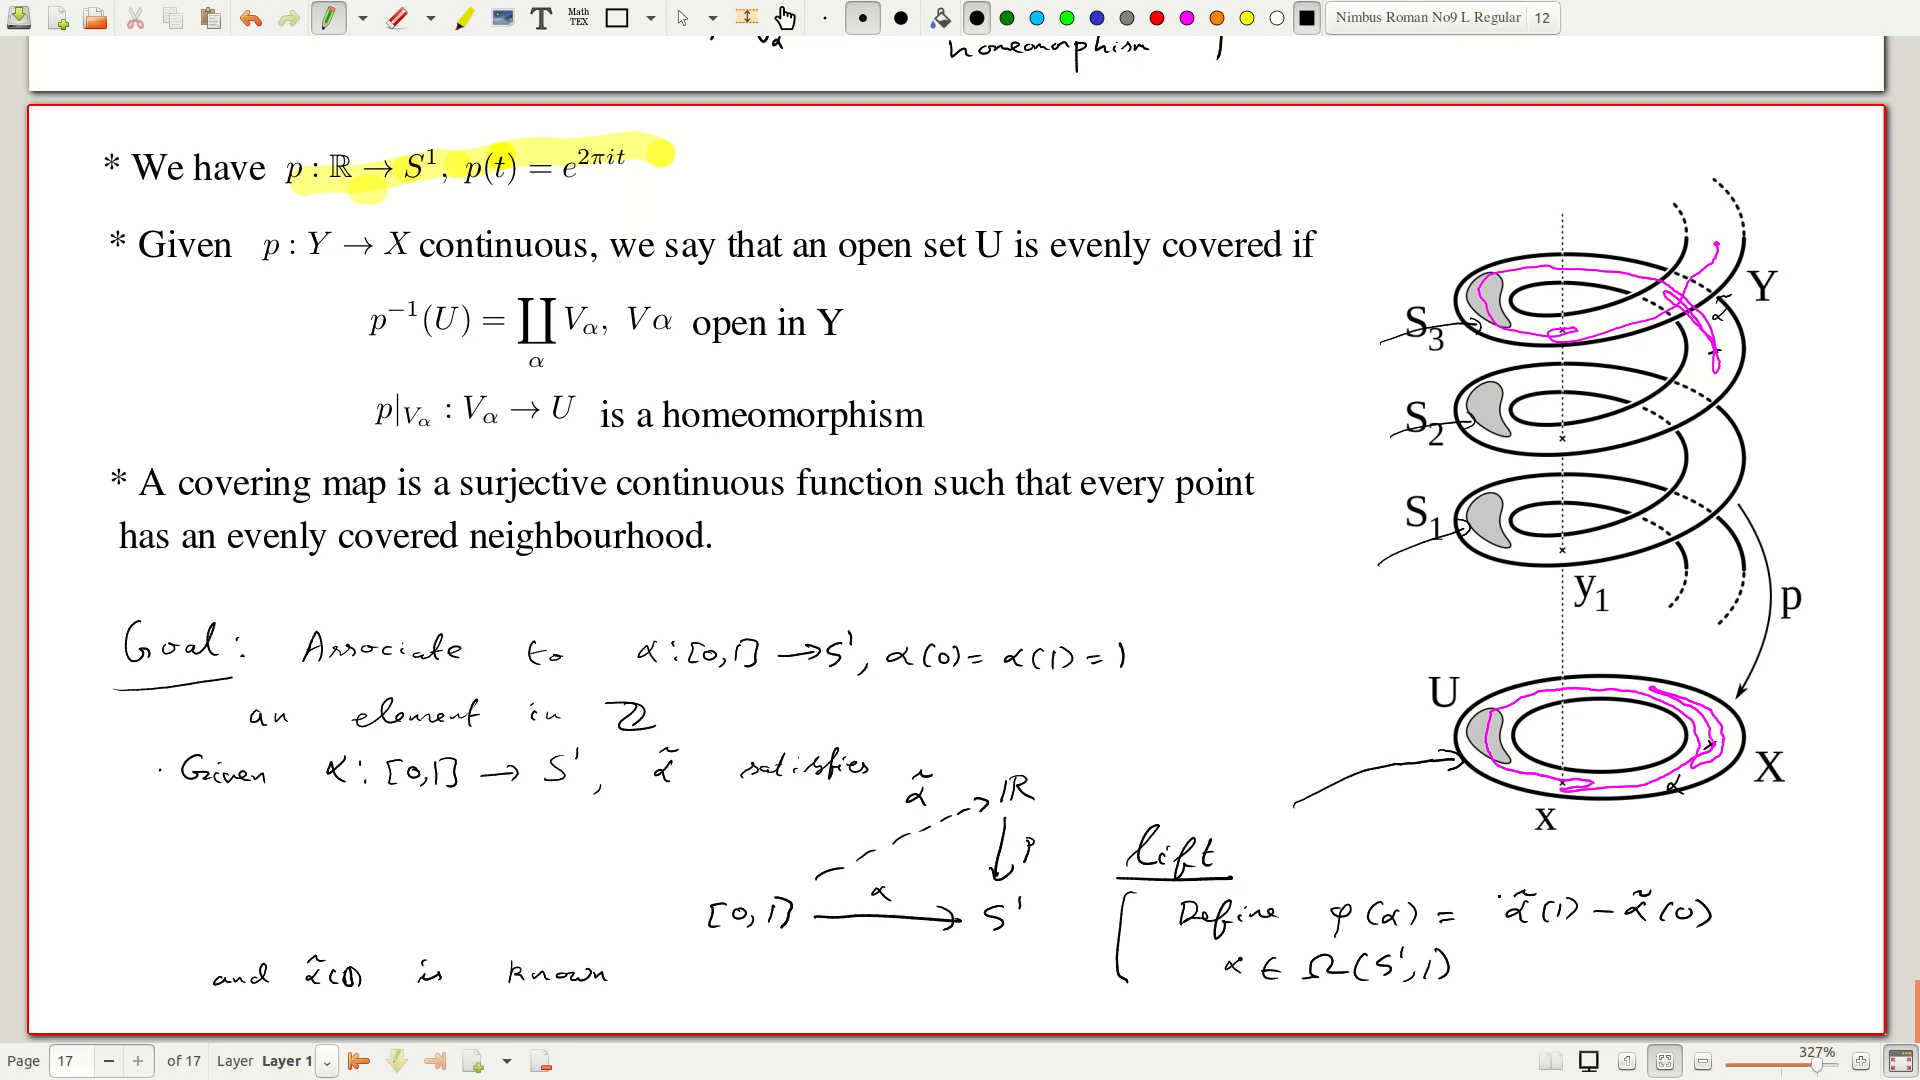 Math
TEX
Nimbus Roman No9 L Regular 12
homeomorphism
* We have p : ℝ → S¹, p(t) = e^{2πit}
* Given p : Y → X continuous, we say that an open set U is evenly covered if
p⁻¹(U) = ∐_α V_α, Vα open in Y
p|_{V_α} : V_α → U is a homeomorphism
* A covering map is a surjective continuous function such that every point
has an evenly covered neighbourhood.
Goal: Associate to α : [0,1] → S¹, α(0) = α(1) = 1
an element in ℤ
· Given α : [0,1] → S¹, α̃ satisfies
α̃ ℝ
p
α
[0,1] → S¹
and α̃(0) is known
lift
Define φ(α) = α̃(1) − α̃(0)
α ∈ Ω(S¹,1)
Y
S₃
α̃
S₂
S₁
y₁
p
U
X
α
x
Page 17 of 17 Layer Layer 1
327%